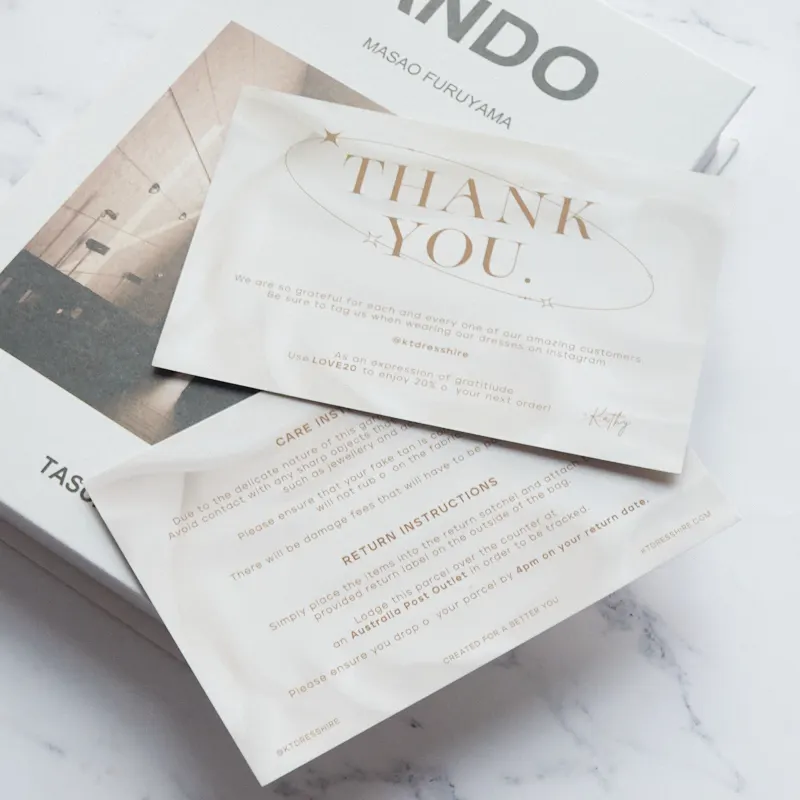 ANDO
MASAO FURUYAMA
THANK
YOU.
We are so grateful for each and every one of our amazing customers
Be sure to tag us when wearing our dresses on Instagram
@ktdresshire
As an expression of gratitiude
Use LOVE20 to enjoy 20% o your next order!
- Kathy
CARE INST
Due to the delicate nature of this
Avoid contact with any sharp objects
such as jewellery and
Please ensure that your fake tan is
will not rub o on the fabric
There will be damage fees that will have to be
RETURN INSTRUCTIONS
Simply place the items into the return satchel and attach
provided return label on the outside of the bag.
Lodge this parcel over the counter at
an Australia Post Outlet in order to be tracked.
Please ensure you drop o your parcel by 4pm on your return date.
CREATED FOR A BETTER YOU
@KTDRESSHIRE
KTDRESSHIRE.COM